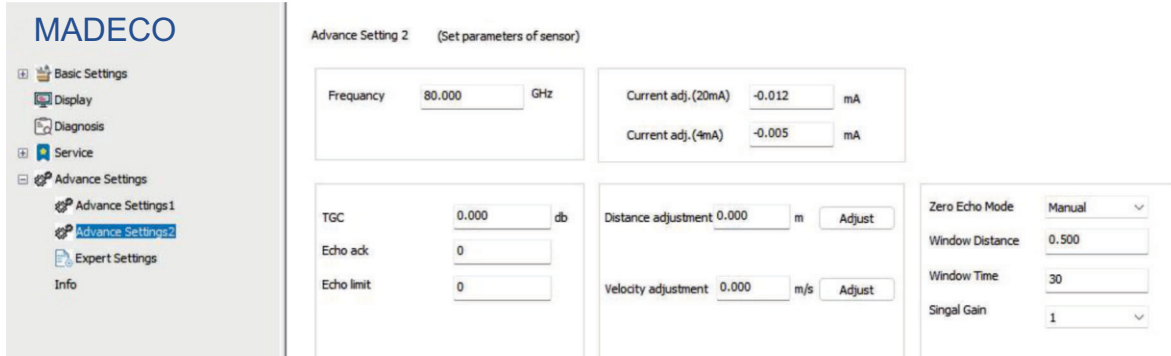 MADECO
Basic Settings
Display
Diagnosis
Service
Advance Settings
Advance Settings1
Advance Settings2
Expert Settings
Info
Advance Setting 2 (Set parameters of sensor)
Frequancy 80.000 GHz
Current adj.(20mA) -0.012 mA
Current adj.(4mA) -0.005 mA
TGC 0.000 db
Echo ack 0
Echo limit 0
Distance adjustment 0.000 m Adjust
Velocity adjustment 0.000 m/s Adjust
Zero Echo Mode Manual
Window Distance 0.500
Window Time 30
Singal Gain 1